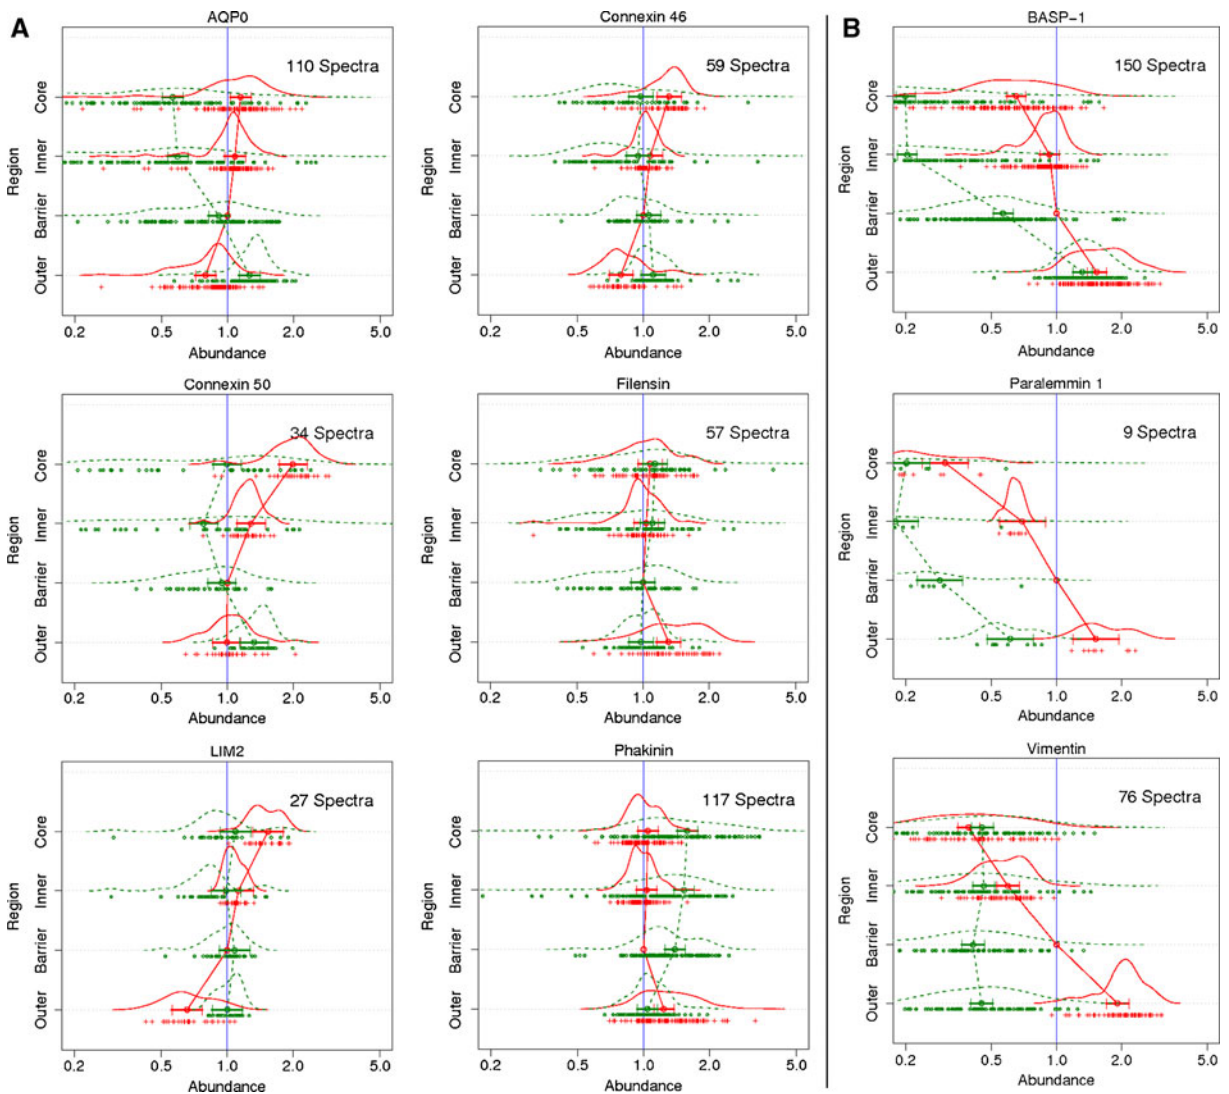 A
B
AQP0
110 Spectra
Core
Inner
Barrier
Outer
Region
0.2 0.5 1.0 2.0 5.0
Abundance
Connexin 46
59 Spectra
Core
Inner
Barrier
Outer
Region
0.2 0.5 1.0 2.0 5.0
Abundance
BASP-1
150 Spectra
Core
Inner
Barrier
Outer
Region
0.2 0.5 1.0 2.0 5.0
Abundance
Connexin 50
34 Spectra
Core
Inner
Barrier
Outer
Region
0.2 0.5 1.0 2.0 5.0
Abundance
Filensin
57 Spectra
Core
Inner
Barrier
Outer
Region
0.2 0.5 1.0 2.0 5.0
Abundance
Paralemmin 1
9 Spectra
Core
Inner
Barrier
Outer
Region
0.2 0.5 1.0 2.0 5.0
Abundance
LIM2
27 Spectra
Core
Inner
Barrier
Outer
Region
0.2 0.5 1.0 2.0 5.0
Abundance
Phakinin
117 Spectra
Core
Inner
Barrier
Outer
Region
0.2 0.5 1.0 2.0 5.0
Abundance
Vimentin
76 Spectra
Core
Inner
Barrier
Outer
Region
0.2 0.5 1.0 2.0 5.0
Abundance